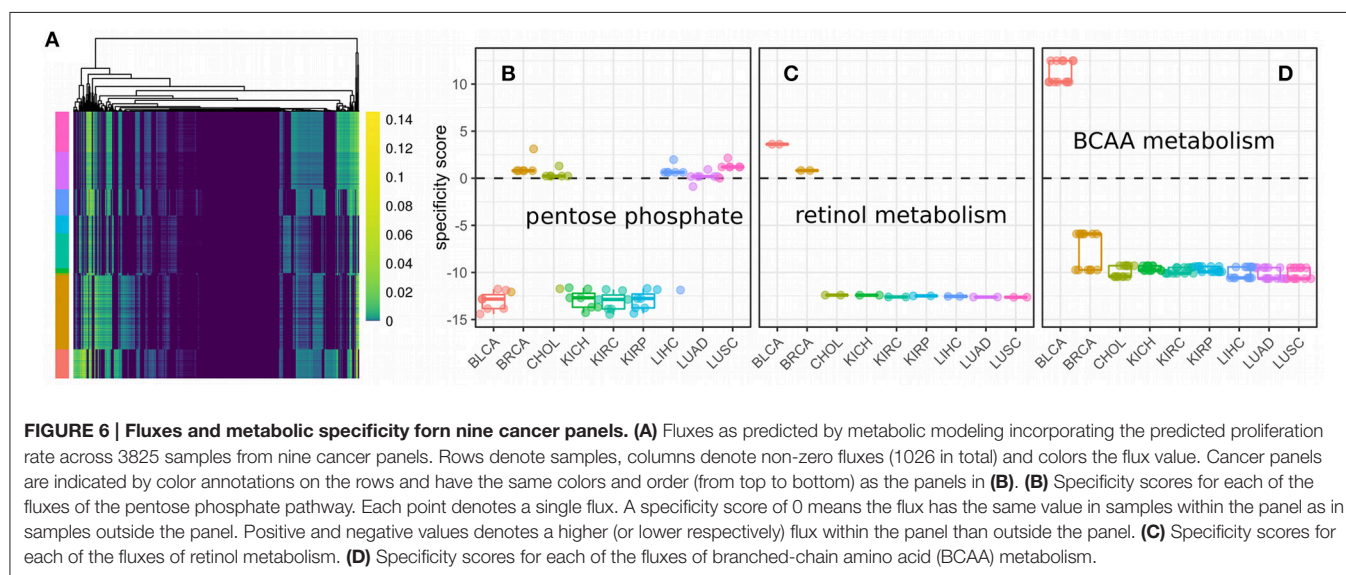 A
0.14
0.12
0.10
0.08
0.06
0.04
0.02
0
B
C
D
specificity score
10
5
0
-5
-10
-15
pentose phosphate
retinol metabolism
BCAA metabolism
BLCA
BRCA
CHOL
KICH
KIRC
KIRP
LIHC
LUAD
LUSC
BLCA
BRCA
CHOL
KICH
KIRC
KIRP
LIHC
LUAD
LUSC
BLCA
BRCA
CHOL
KICH
KIRC
KIRP
LIHC
LUAD
LUSC
FIGURE 6 | Fluxes and metabolic specificity forn nine cancer panels. (A) Fluxes as predicted by metabolic modeling incorporating the predicted proliferation
rate across 3825 samples from nine cancer panels. Rows denote samples, columns denote non-zero fluxes (1026 in total) and colors the flux value. Cancer panels
are indicated by color annotations on the rows and have the same colors and order (from top to bottom) as the panels in (B). (B) Specificity scores for each of the
fluxes of the pentose phosphate pathway. Each point denotes a single flux. A specificity score of 0 means the flux has the same value in samples within the panel as in
samples outside the panel. Positive and negative values denotes a higher (or lower respectively) flux within the panel than outside the panel. (C) Specificity scores for
each of the fluxes of retinol metabolism. (D) Specificity scores for each of the fluxes of branched-chain amino acid (BCAA) metabolism.